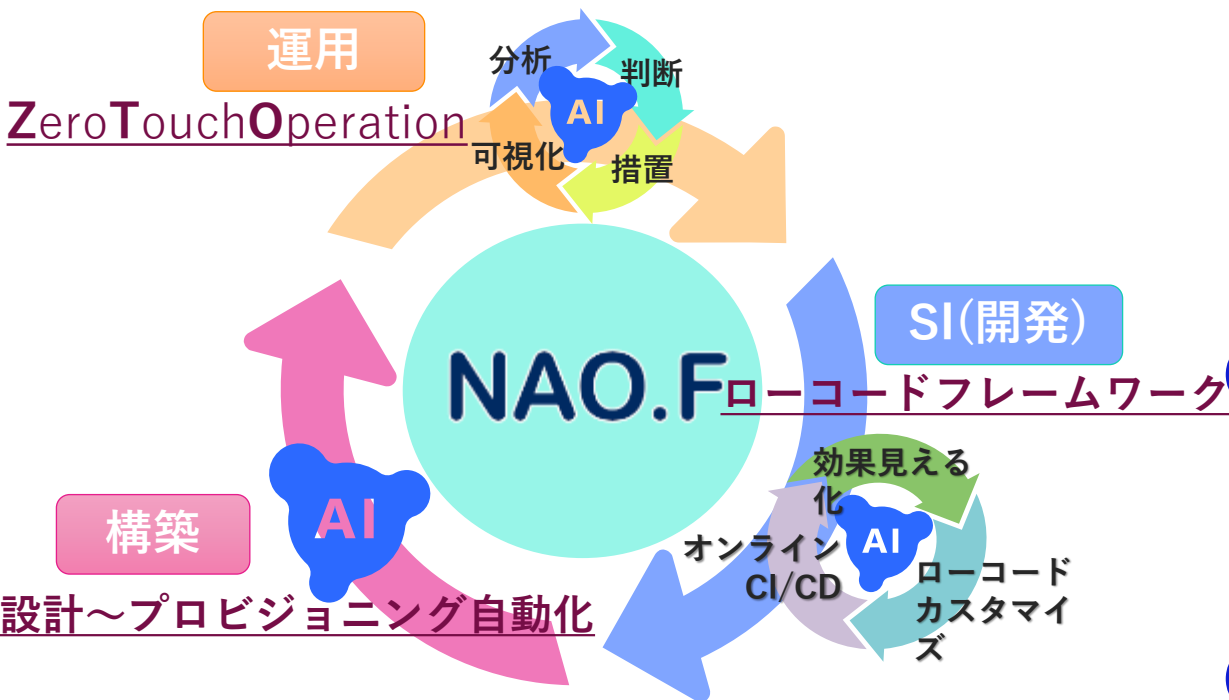 運用
ZeroTouchOperation
分析
判断
AI
可視化
措置
NAO.F
SI(開発)
ローコードフレームワーク
効果見える
化
AI
オンライン
CI/CD
ローコード
カスタマイ
ズ
構築
AI
設計～プロビジョニング自動化